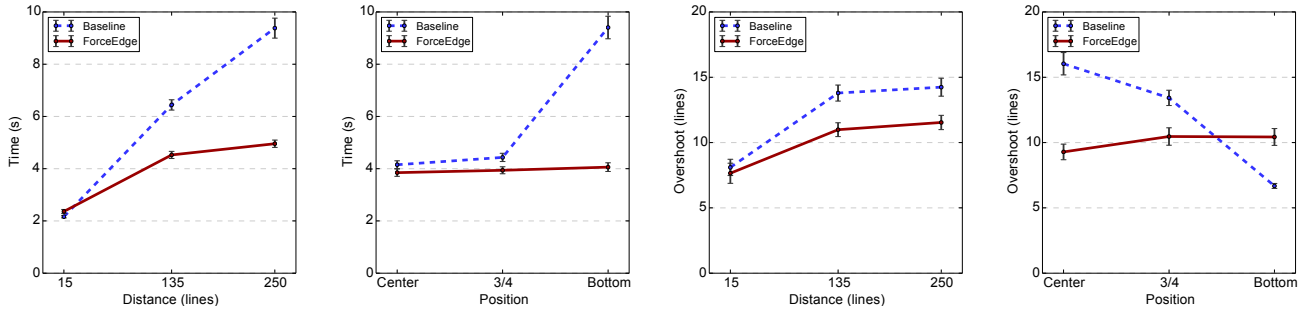 10
8
6
4
2
0
Time (s)
Baseline
ForceEdge
15
135
250
Distance (lines)
10
8
6
4
2
0
Time (s)
Baseline
ForceEdge
Center
3/4
Bottom
Position
20
15
10
5
0
Overshoot (lines)
Baseline
ForceEdge
15
135
250
Distance (lines)
20
15
10
5
0
Overshoot (lines)
Baseline
ForceEdge
Center
3/4
Bottom
Position